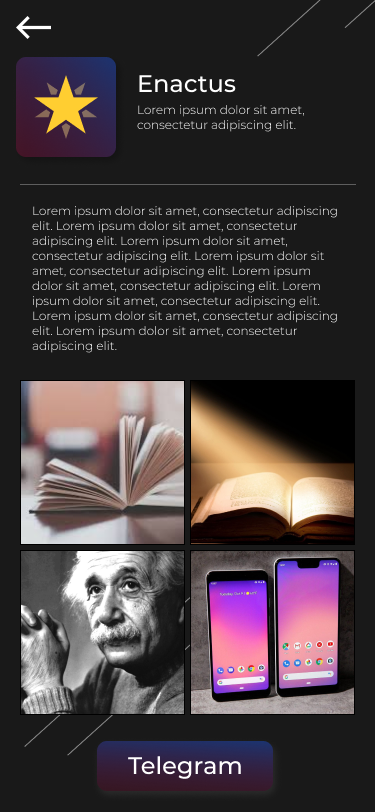 Enactus
Lorem ipsum dolor sit amet,
consectetur adipiscing elit.
Lorem ipsum dolor sit amet, consectetur adipiscing
elit. Lorem ipsum dolor sit amet, consectetur
adipiscing elit. Lorem ipsum dolor sit amet,
consectetur adipiscing elit. Lorem ipsum dolor sit
amet, consectetur adipiscing elit. Lorem ipsum
dolor sit amet, consectetur adipiscing elit. Lorem
ipsum dolor sit amet, consectetur adipiscing elit.
Lorem ipsum dolor sit amet, consectetur adipiscing
elit. Lorem ipsum dolor sit amet, consectetur
adipiscing elit.
Telegram